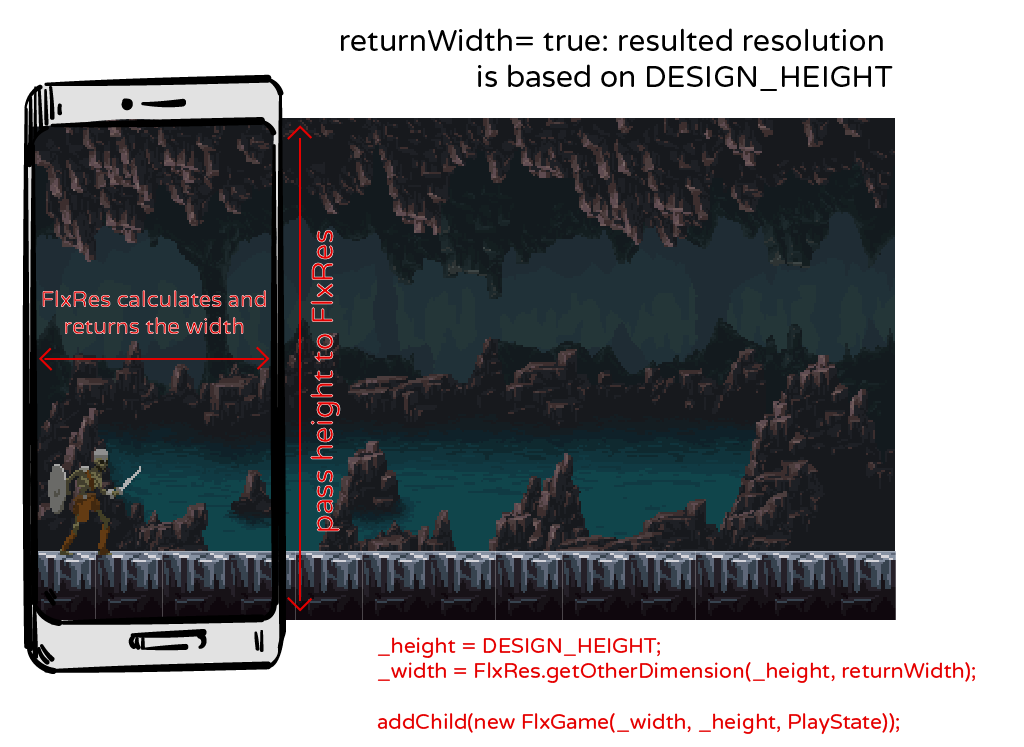 returnWidth= true: resulted resolution
is based on DESIGN_HEIGHT
FlxRes calculates and
returns the width
pass height to FlxRes
_height = DESIGN_HEIGHT;
_width = FlxRes.getOtherDimension(_height, returnWidth);
addChild(new FlxGame(_width, _height, PlayState));